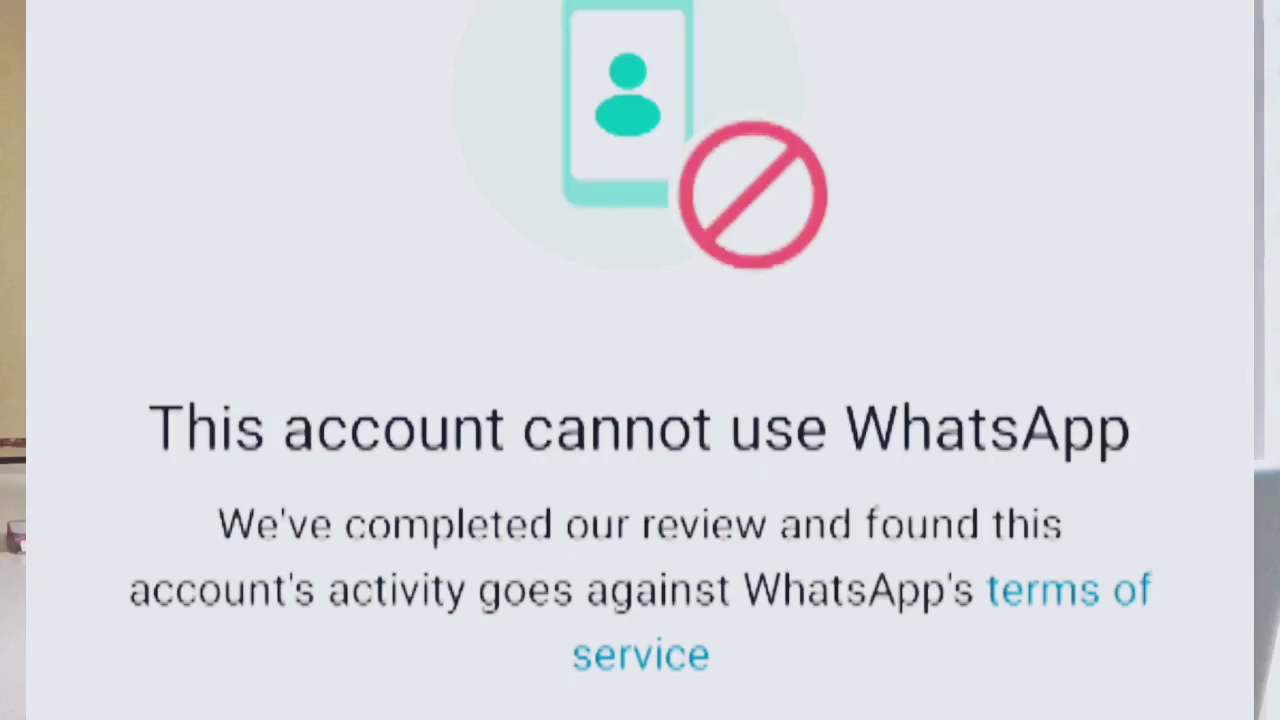 This account cannot use WhatsApp
We've completed our review and found this
account's activity goes against WhatsApp's terms of
service